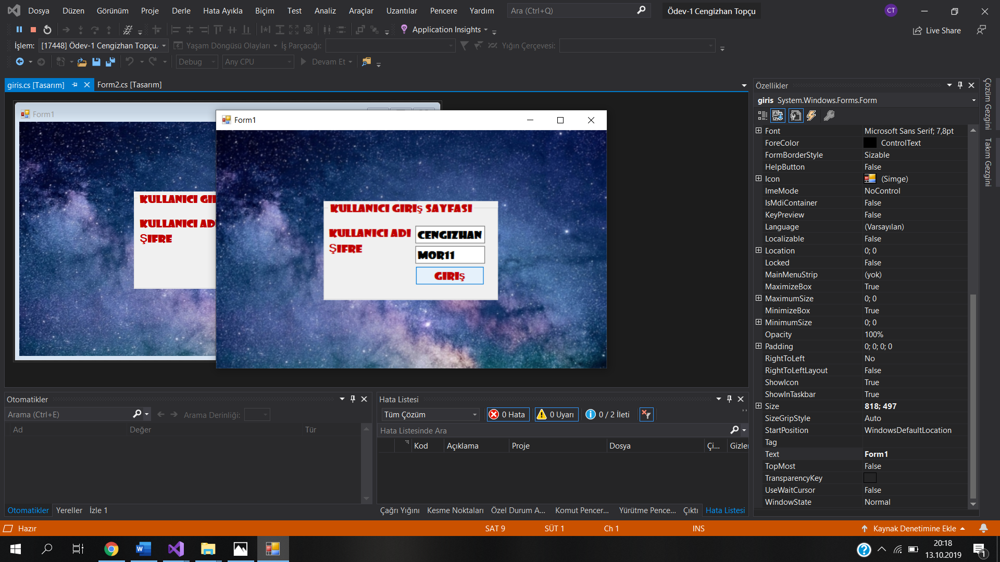 Dosya Düzen Görünüm Proje Derle Hata Ayıkla Biçim Test Analiz Araçlar Uzantılar Pencere Yardım Ara (Ctrl+Q) Ödev-1 Cengizhan Topçu CT
Application Insights Live Share
İşlem: [17448] Ödev-1 Cengizhan Topçu. Yaşam Döngüsü Olayları İş Parçacığı: Yığın Çerçevesi:
Debug Any CPU Devam Et
giris.cs [Tasarım] Form2.cs [Tasarım]
Form1
KULLANICI GI
KULLANICI AD
ŞIFRE
Form1
KULLANICI GIRIŞ SAYFASI
KULLANICI ADI CENGIZHAN
ŞIFRE MOR11
GIRIŞ
Özellikler
giris System.Windows.Forms.Form
Font Microsoft Sans Serif; 7,8pt
ForeColor ControlText
FormBorderStyle Sizable
HelpButton False
Icon (Simge)
ImeMode NoControl
IsMdiContainer False
KeyPreview False
Language (Varsayılan)
Localizable False
Location 0; 0
Locked False
MainMenuStrip (yok)
MaximizeBox True
MaximumSize 0; 0
MinimizeBox True
MinimumSize 0; 0
Opacity 100%
Padding 0; 0; 0; 0
RightToLeft No
RightToLeftLayout False
ShowIcon True
ShowInTaskbar True
Size 818; 497
SizeGripStyle Auto
StartPosition WindowsDefaultLocation
Tag
Text Form1
TopMost False
TransparencyKey
UseWaitCursor False
WindowState Normal
Çözüm Gezgini
Takım Gezgini
Otomatikler
Arama (Ctrl+E) Arama Derinliği:
Ad Değer Tür
Otomatikler Yereller İzle 1
Hata Listesi
Tüm Çözüm 0 Hata 0 Uyarı 0 / 2 İleti
Hata Listesinde Ara
Kod Açıklama Proje Dosya Çi... Gizler
Çağrı Yığını Kesme Noktaları Özel Durum A... Komut Pencer... Yürütme Pence... Çıktı Hata Listesi
Hazır SAT 9 SÜT 1 Ch 1 INS Kaynak Denetimine Ekle
20:18
13.10.2019
1